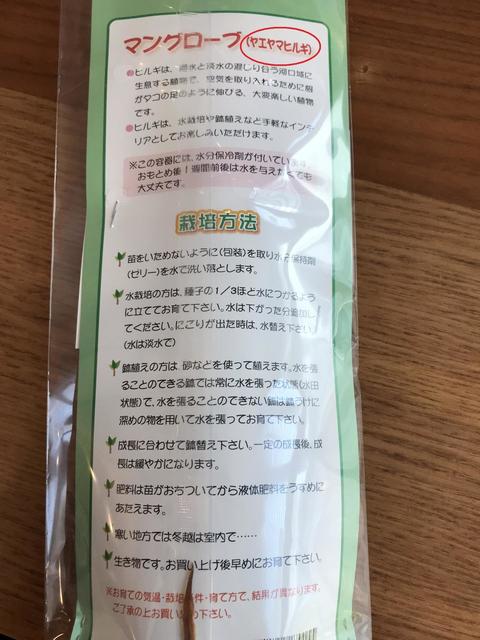 マングローブ(ヤエヤマヒルギ)
●ヒルギは、海水と淡水の混じり合う河口域に
生息する植物で、空気を取り入れるために根
がタコの足のように伸びる、大変楽しい植物
です。
●ヒルギは、水栽培や鉢植えなど手軽なインテ
リアとしてお楽しみいただけます。
※この容器には、水分保冷剤が付いています。
おもとめ後1週間前後は水を与えなくても
大丈夫です。
栽培方法
苗をいためないように(包装)を取り水分保持剤
(ゼリー)を水で洗い落とします。
水栽培の方は、種子の1/3ほど水につかるよう
に立ててお育て下さい。水は下がった分追加し
てください。にごりが出た時は、水替え下さい。
(水は淡水で)
鉢植えの方は、砂などを使って植えます。水を張
ることのできる鉢では常に水を張った状態(水田
状態)で、水を張ることのできない鉢は鉢うけに
深めの物を用いて水を張ってお育て下さい。
成長に合わせて鉢替え下さい。一定の成長後、成
長は緩やかになります。
肥料は苗がおちついてから液体肥料をうすめに
あたえます。
寒い地方では冬越は室内で……
生き物です。お買い上げ後早めにお育て下さい。
※お育ての気温・栽培条件・育て方で、結果が異なります。
ご了承の上お買い求め下さい。